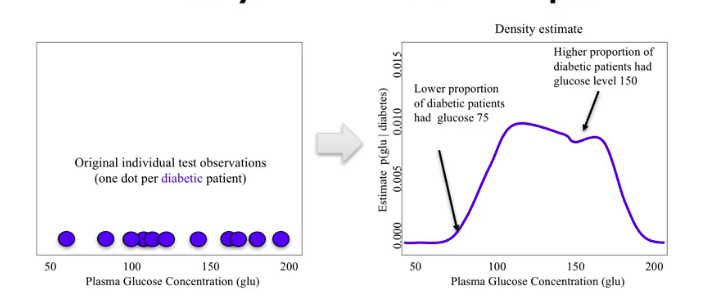 Density estimate
Original individual test observations
(one dot per diabetic patient)
50 100 150 200
Plasma Glucose Concentration (glu)
Higher proportion of
diabetic patients had
glucose level 150
Lower proportion
of diabetic patients
had glucose 75
Estimate p(glu | diabetes)
0.000 0.005 0.010 0.015
50 100 150 200
Plasma Glucose Concentration (glu)